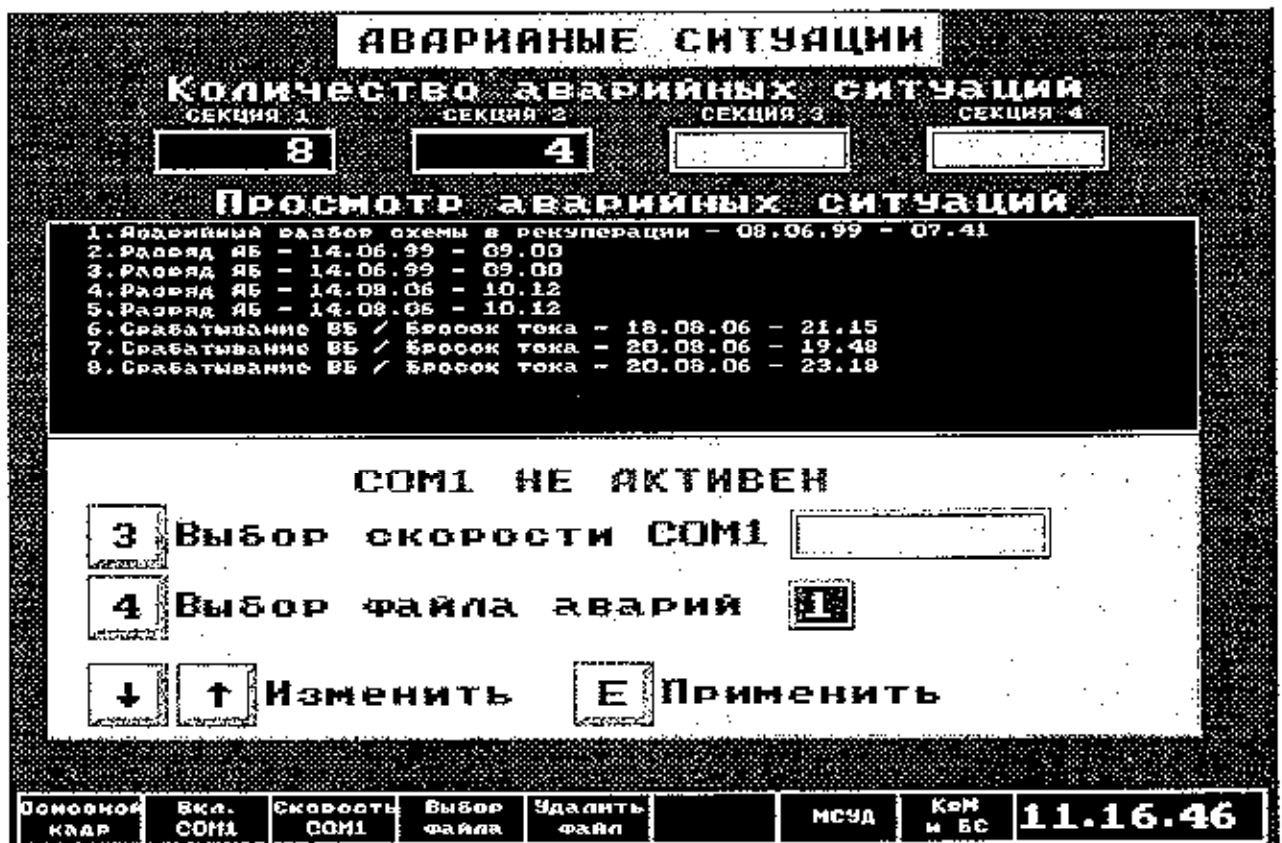 АВАРИЙНЫЕ СИТУАЦИИ
Количество аварийных ситуаций
СЕКЦИЯ 1 СЕКЦИЯ 2 СЕКЦИЯ 3 СЕКЦИЯ 4
8 4
Просмотр аварийных ситуаций
1.Аварийный разбор схемы в рекуперации - 08.06.99 - 07.41
2.Разряд АБ - 14.06.99 - 09.00
3.Разряд АБ - 14.06.99 - 09.00
4.Разряд АБ - 14.08.06 - 10.12
5.Разряд АБ - 14.08.06 - 10.12
6.Срабатывание ВБ / Бросок тока - 18.08.06 - 21.15
7.Срабатывание ВБ / Бросок тока - 20.08.06 - 19.48
8.Срабатывание ВБ / Бросок тока - 20.08.06 - 23.18
COM1 НЕ АКТИВЕН
3 Выбор скорости COM1
4 Выбор файла аварий 1
↓ ↑ Изменить E Применить
Основной кадр Вкл. COM1 Скорость COM1 Выбор файла Удалить файл МСУД КоМ и БС 11.16.46